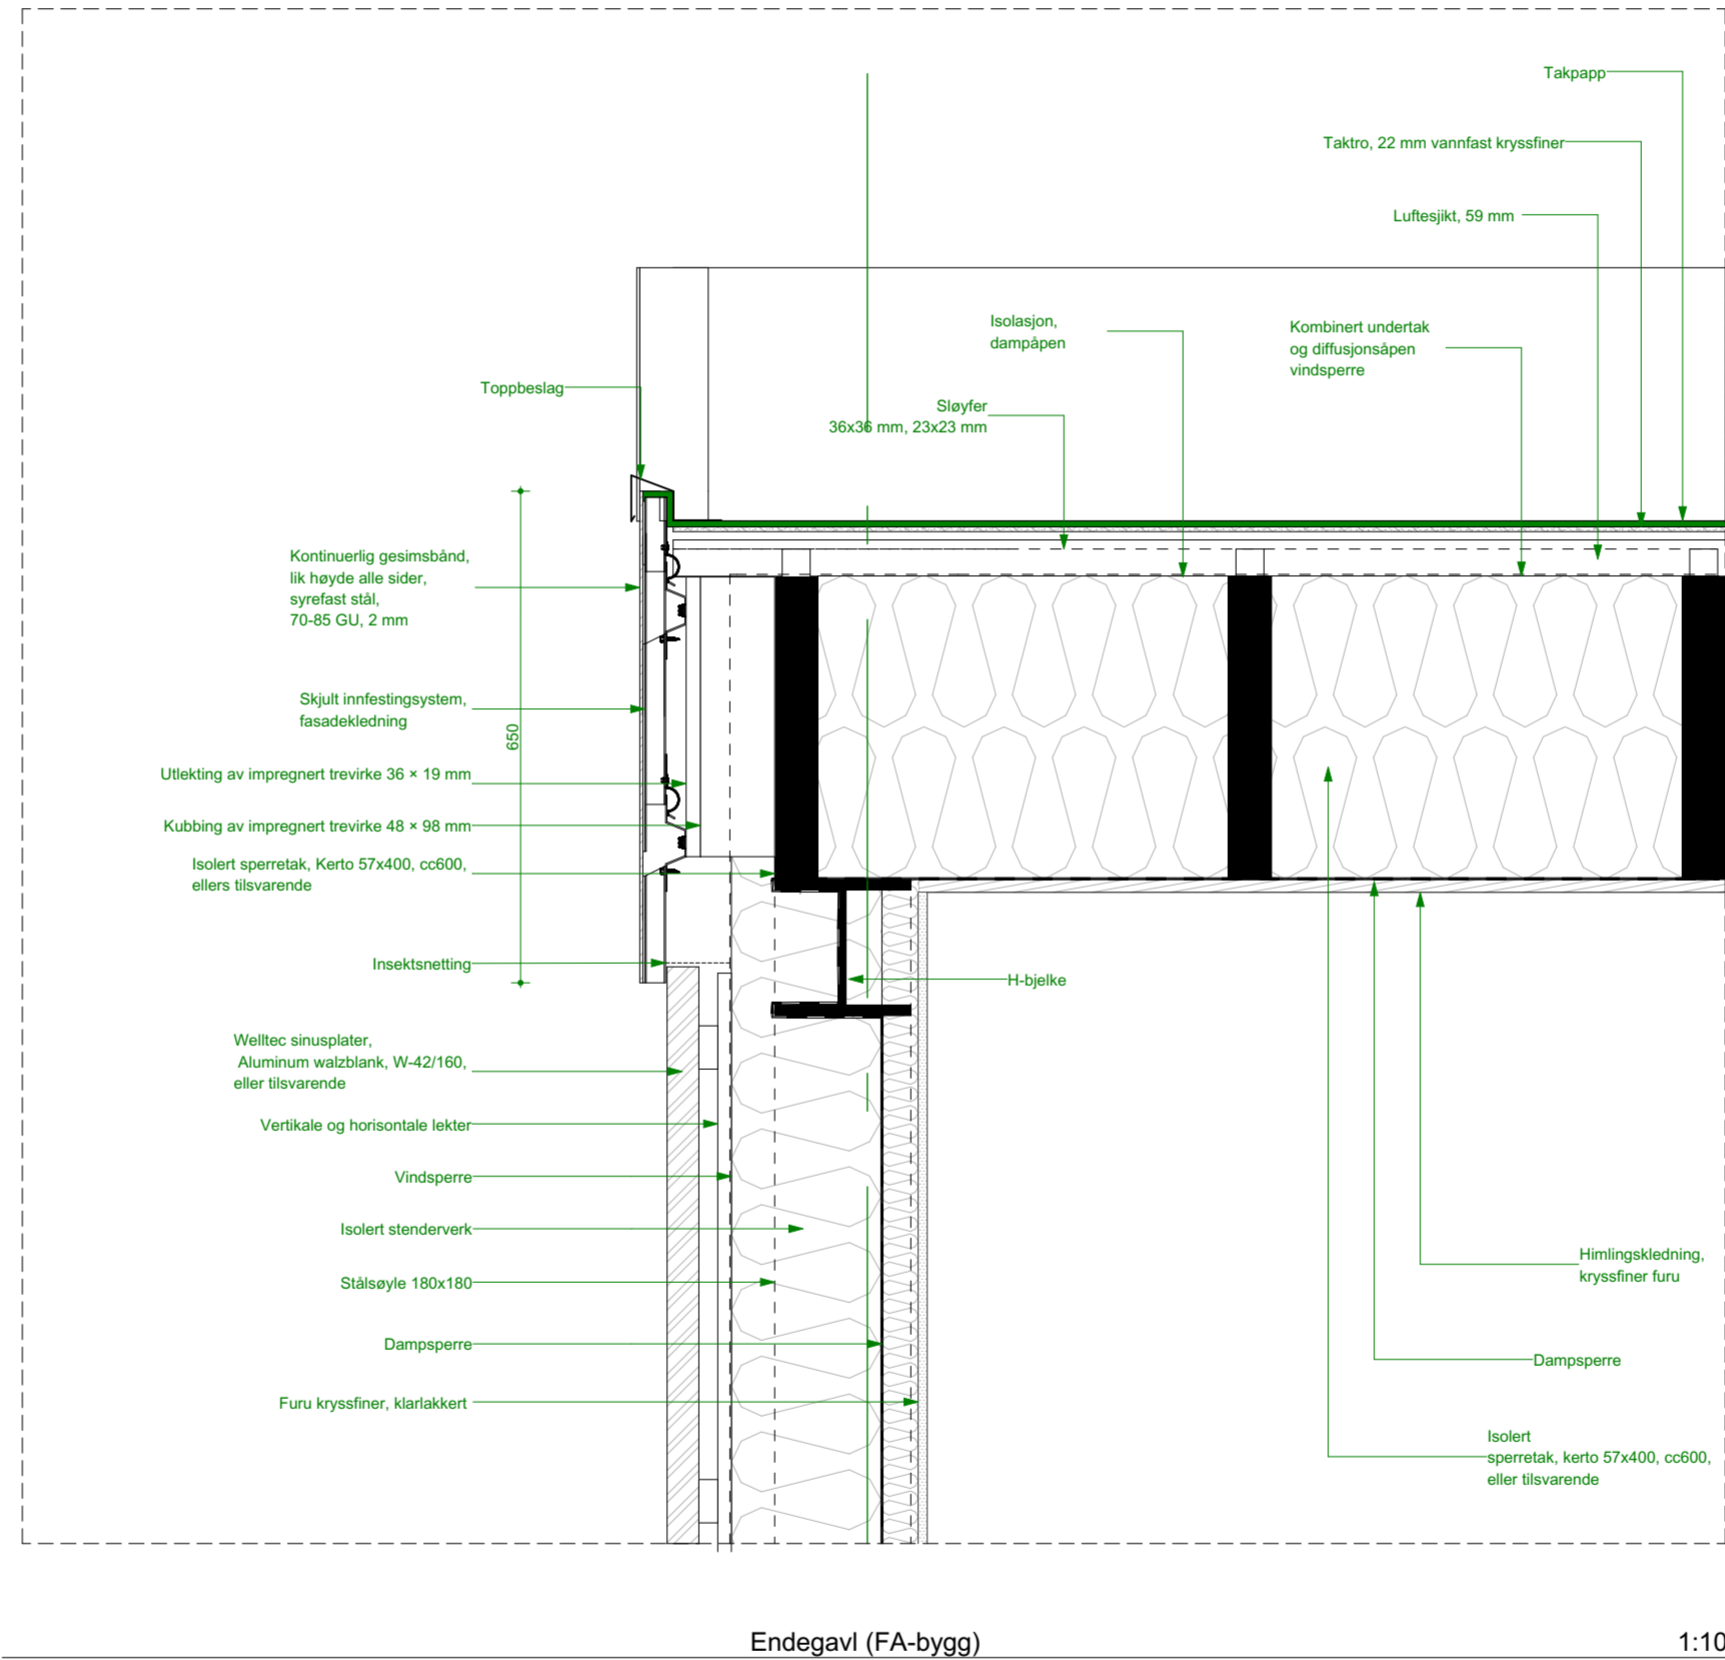 Takpapp
Taktro, 22 mm vannfast kryssfiner
Luftesjikt, 59 mm
Isolasjon,
dampåpen
Kombinert undertak
og diffusjonsåpen
vindsperre
Toppbeslag
Sløyfer
36x36 mm, 23x23 mm
Kontinuerlig gesimsbånd,
lik høyde alle sider,
syrefast stål,
70-85 GU, 2 mm
Skjult innfestingsystem,
fasadekledning
650
Utlekting av impregnert trevirke 36 × 19 mm
Kubbing av impregnert trevirke 48 × 98 mm
Isolert sperretak, Kerto 57x400, cc600,
ellers tilsvarende
Insektsnetting
H-bjelke
Welltec sinusplater,
Aluminum walzblank, W-42/160,
eller tilsvarende
Vertikale og horisontale lekter
Vindsperre
Isolert stenderverk
Stålsøyle 180x180
Dampsperre
Furu kryssfiner, klarlakkert
Himlingskledning,
kryssfiner furu
Dampsperre
Isolert
sperretak, kerto 57x400, cc600,
eller tilsvarende
Endegavl (FA-bygg)
1:10